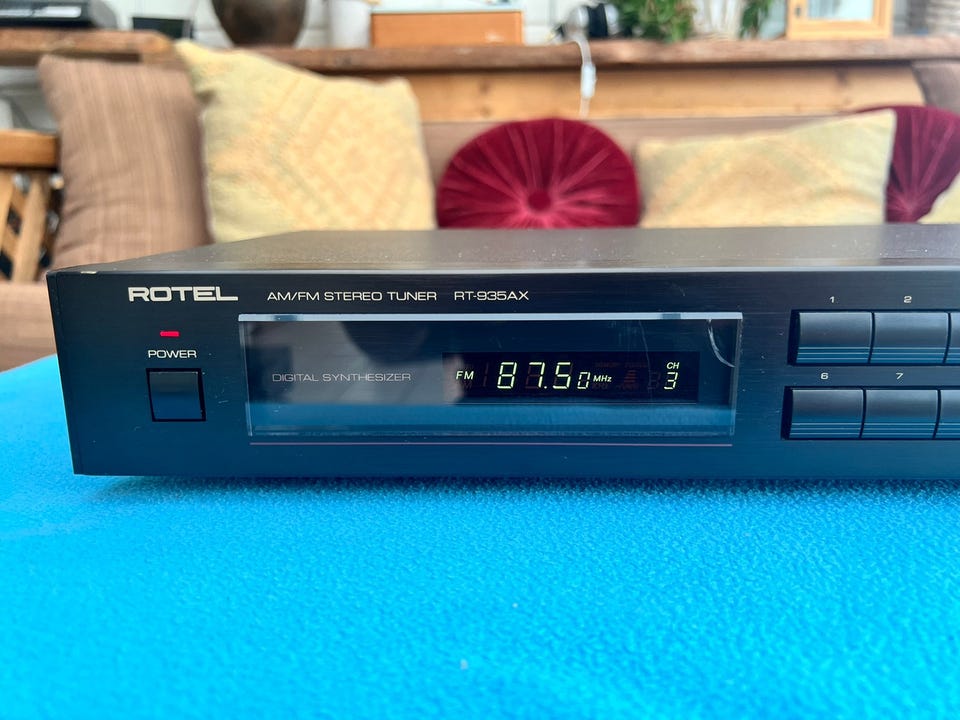 ROTEL AM/FM STEREO TUNER RT-935AX
POWER
DIGITAL SYNTHESIZER
FM 87.50 MHz CH 3
1 2
6 7